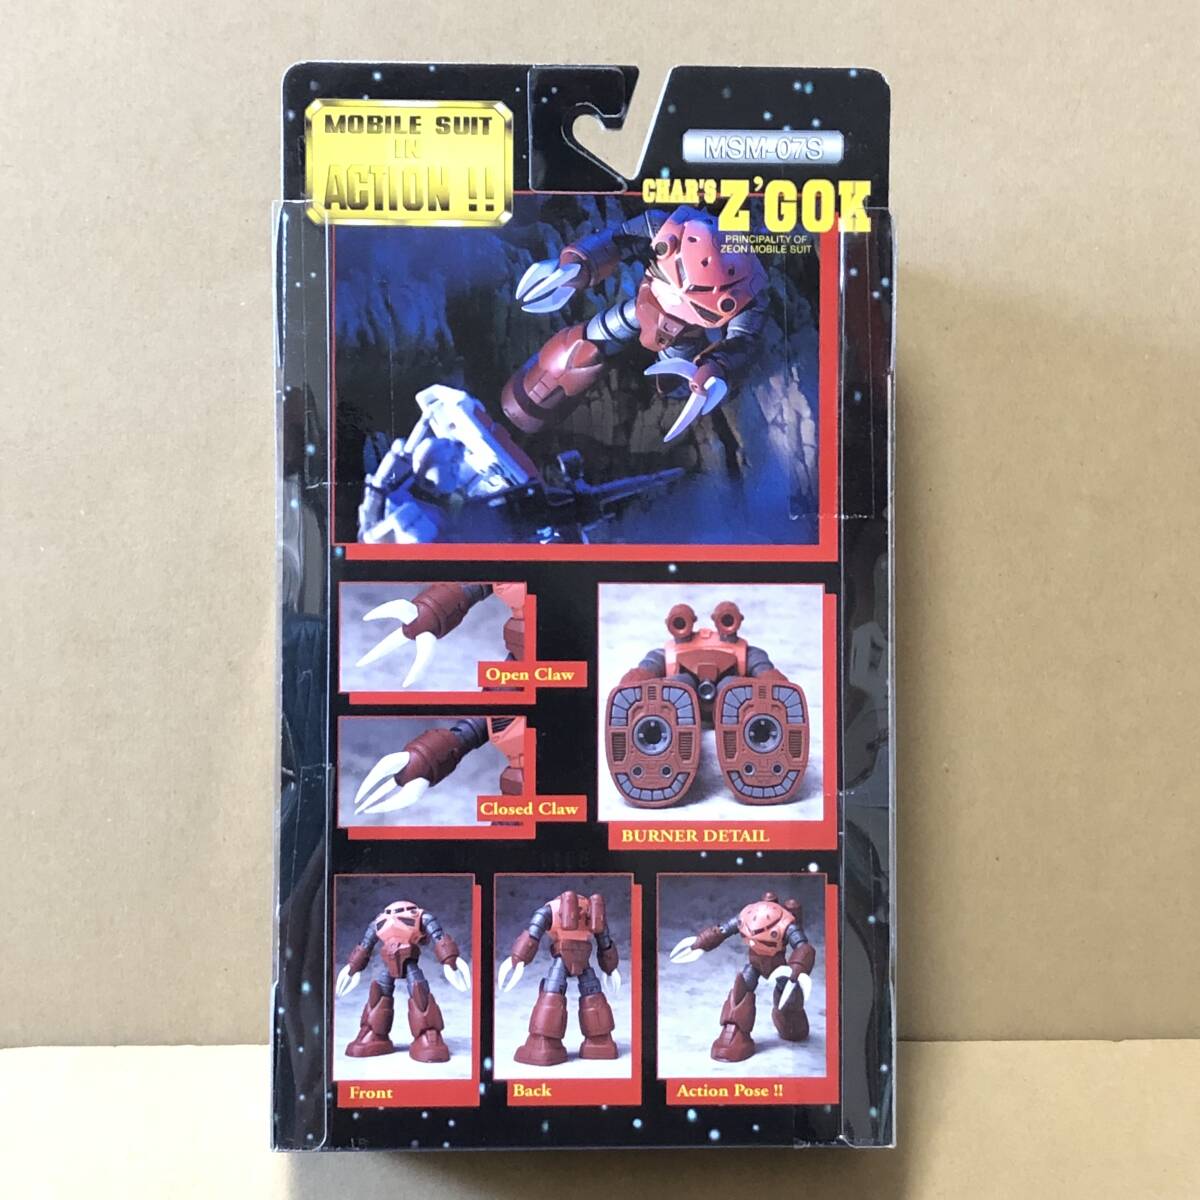 MOBILE SUIT
IN
ACTION !!
MSM-07S
CHAR'S Z'GOK
PRINCIPALITY OF
ZEON MOBILE SUIT
Open Claw
Closed Claw
BURNER DETAIL
Front
Back
Action Pose !!